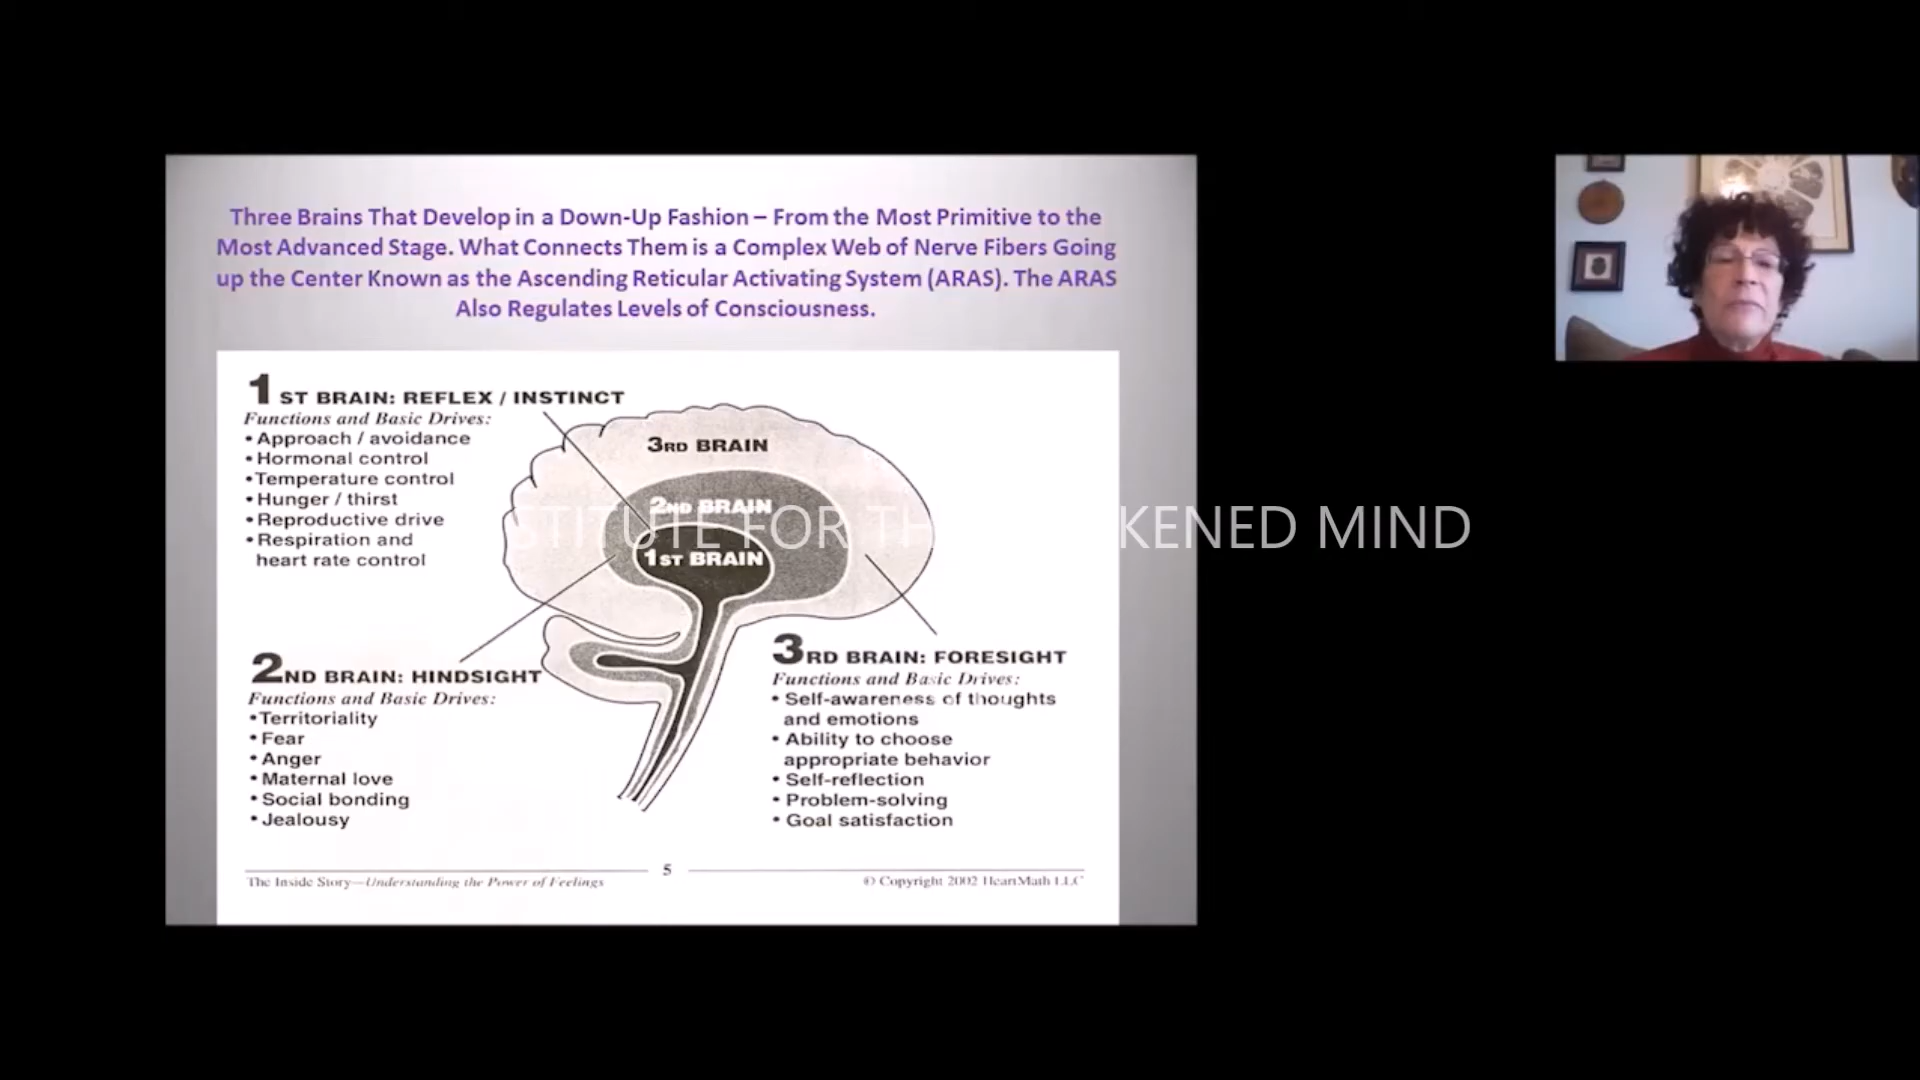 Three Brains That Develop in a Down-Up Fashion – From the Most Primitive to the
Most Advanced Stage. What Connects Them is a Complex Web of Nerve Fibers Going
up the Center Known as the Ascending Reticular Activating System (ARAS). The ARAS
Also Regulates Levels of Consciousness.
1ST BRAIN: REFLEX / INSTINCT
Functions and Basic Drives:
• Approach / avoidance
• Hormonal control
• Temperature control
• Hunger / thirst
• Reproductive drive
• Respiration and
heart rate control
3RD BRAIN
2ND BRAIN
1ST BRAIN
STITUTE FOR TH KENED MIND
2ND BRAIN: HINDSIGHT
Functions and Basic Drives:
• Territoriality
• Fear
• Anger
• Maternal love
• Social bonding
• Jealousy
3RD BRAIN: FORESIGHT
Functions and Basic Drives:
• Self-awareness of thoughts
and emotions
• Ability to choose
appropriate behavior
• Self-reflection
• Problem-solving
• Goal satisfaction
The Inside Story—Understanding the Power of Feelings
5
© Copyright 2002 HeartMath LLC